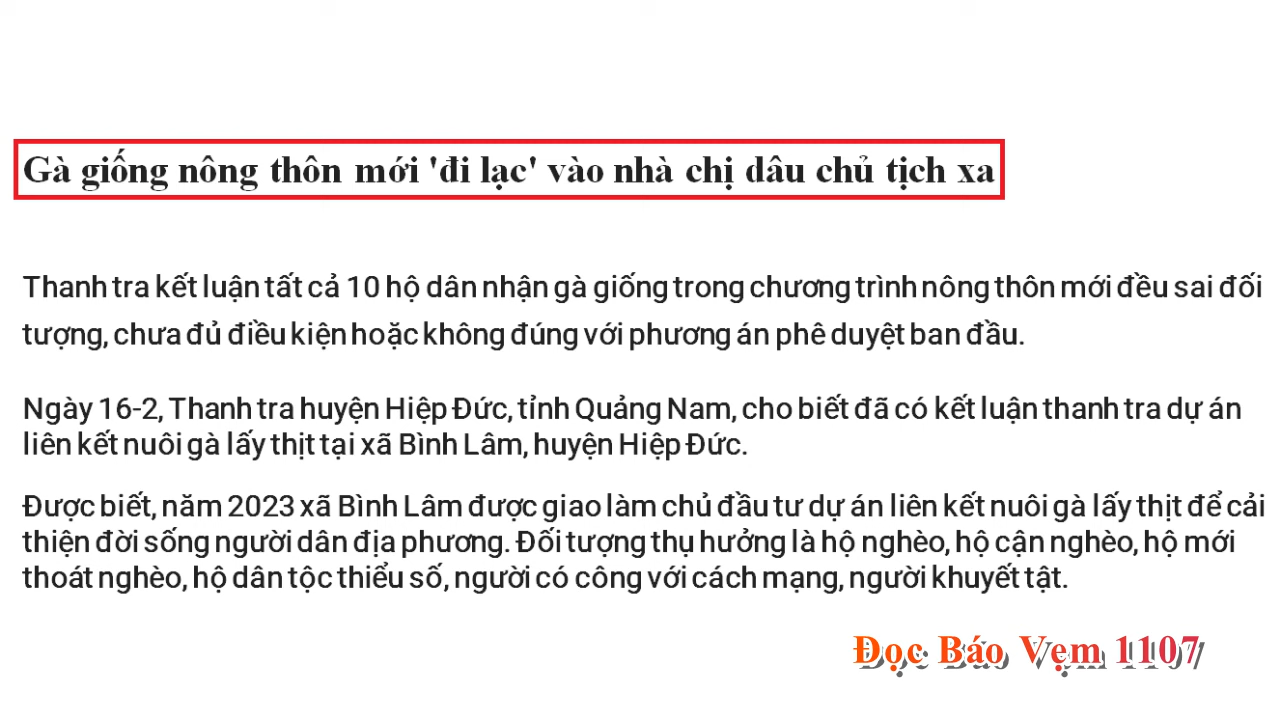 Gà giống nông thôn mới 'đi lạc' vào nhà chị dâu chủ tịch xa
Thanh tra kết luận tất cả 10 hộ dân nhận gà giống trong chương trình nông thôn mới đều sai đối
tượng, chưa đủ điều kiện hoặc không đúng với phương án phê duyệt ban đầu.
Ngày 16-2, Thanh tra huyện Hiệp Đức, tỉnh Quảng Nam, cho biết đã có kết luận thanh tra dự án
liên kết nuôi gà lấy thịt tại xã Bình Lâm, huyện Hiệp Đức.
Được biết, năm 2023 xã Bình Lâm được giao làm chủ đầu tư dự án liên kết nuôi gà lấy thịt để cải
thiện đời sống người dân địa phương. Đối tượng thụ hưởng là hộ nghèo, hộ cận nghèo, hộ mới
thoát nghèo, hộ dân tộc thiểu số, người có công với cách mạng, người khuyết tật.
Đọc Báo Vẹm 1107